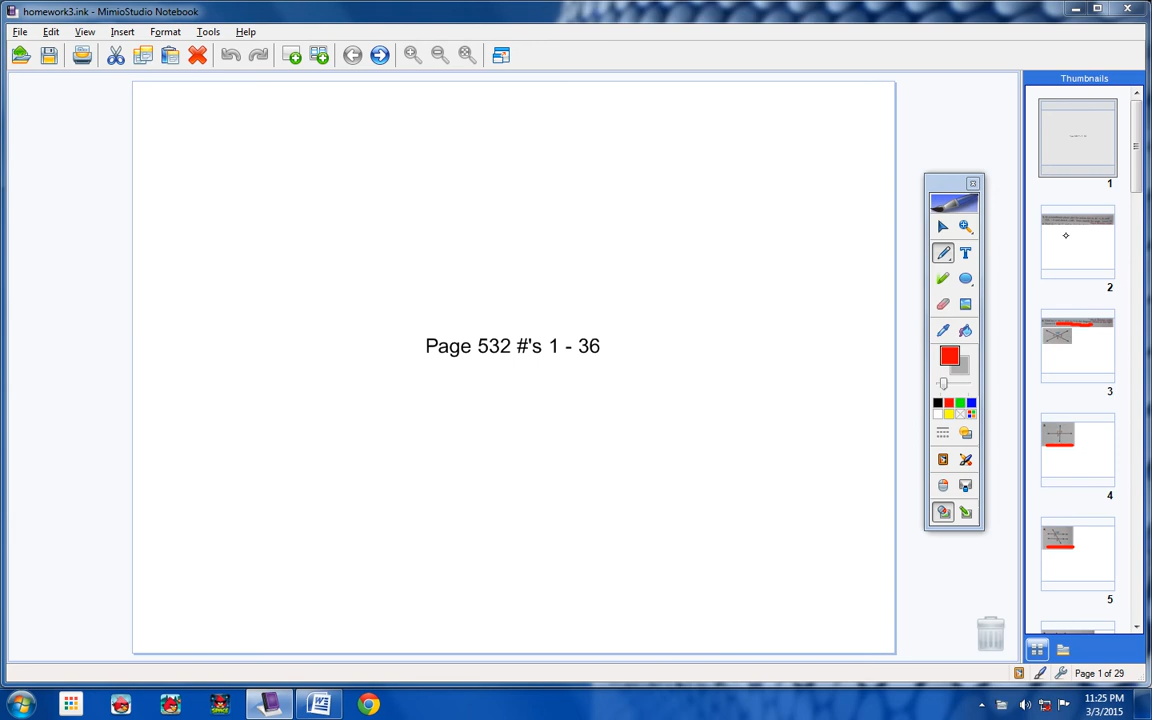 homework3.ink - MimioStudio Notebook
File Edit View Insert Format Tools Help
Thumbnails
1
2
3
4
5
Page 532 #'s 1 - 36
T
Page 1 of 29
W
11:25 PM
3/3/2015